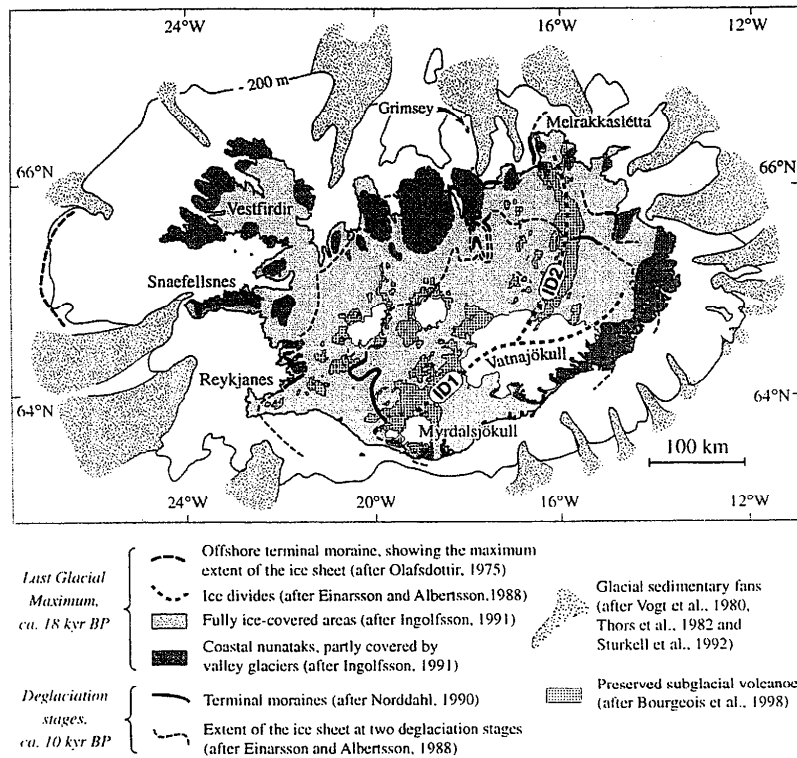 24°W 20°W 16°W 12°W
- 200 m
Grimsey
Melrakkaslétta
66°N 66°N
Vestfirdir
ID2
Snaefellsnes
Vatnajökull
Reykjanes
ID1
64°N 64°N
Myrdalsjökull
100 km
24°W 20°W 16°W 12°W
Last Glacial
Maximum,
ca. 18 kyr BP
Offshore terminal moraine, showing the maximum
extent of the ice sheet (after Olafsdottir, 1975)
Ice divides (after Einarsson and Albertsson,1988)
Fully ice-covered areas (after Ingolfsson, 1991)
Coastal nunataks, partly covered by
valley glaciers (after Ingolfsson, 1991)
Deglaciation
stages,
ca. 10 kyr BP
Terminal moraines (after Norddahl, 1990)
Extent of the ice sheet at two deglaciation stages
(after Einarsson and Albertsson, 1988)
Glacial sedimentary fans
(after Vogt et al., 1980,
Thors et al., 1982 and
Sturkell et al., 1992)
Preserved subglacial volcanoe
(after Bourgeois et al., 1998)